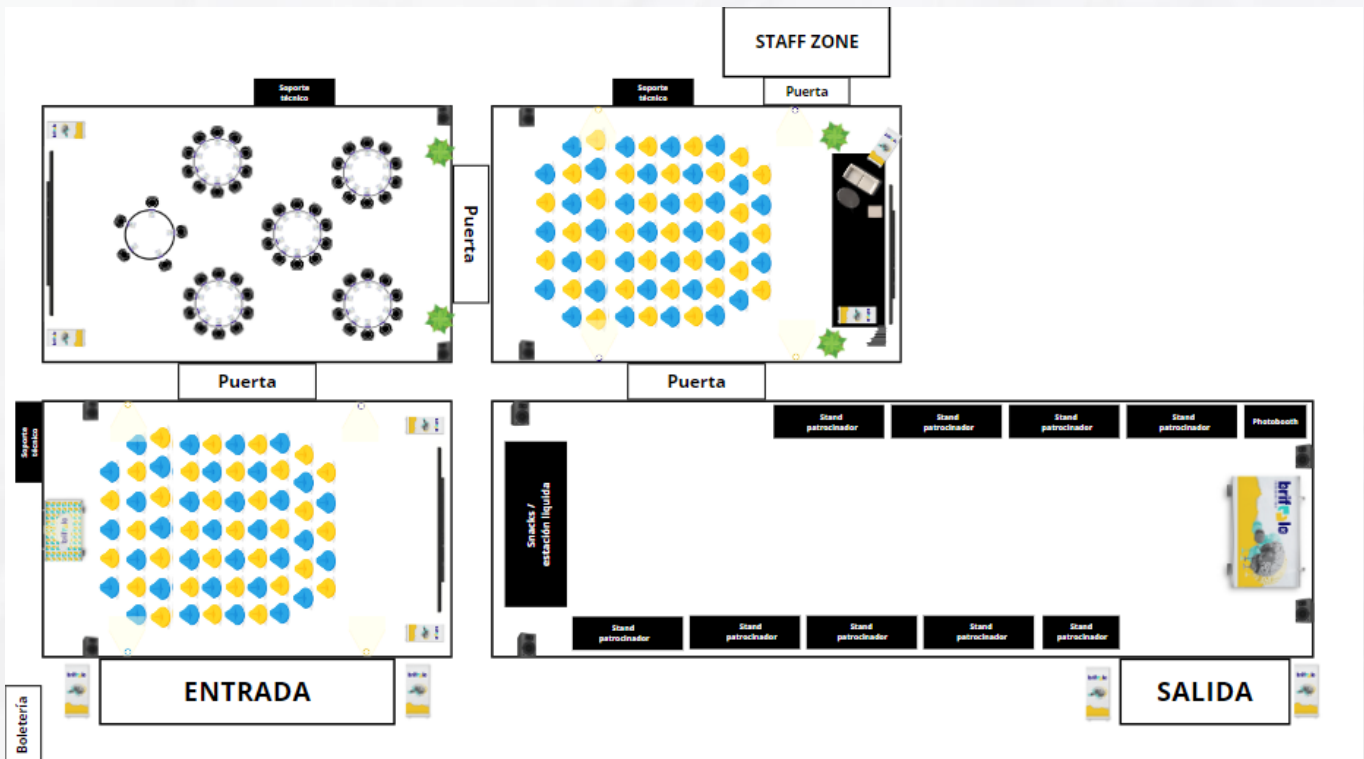 STAFF ZONE
Puerta
Soporte
técnico
Soporte
técnico
Puerta
Puerta
Puerta
Soporte
técnico
Stand
patrocinador
Stand
patrocinador
Stand
patrocinador
Stand
patrocinador
Photobooth
Snacks /
estación liquida
Stand
patrocinador
Stand
patrocinador
Stand
patrocinador
Stand
patrocinador
Stand
patrocinador
ENTRADA
SALIDA
Boletería